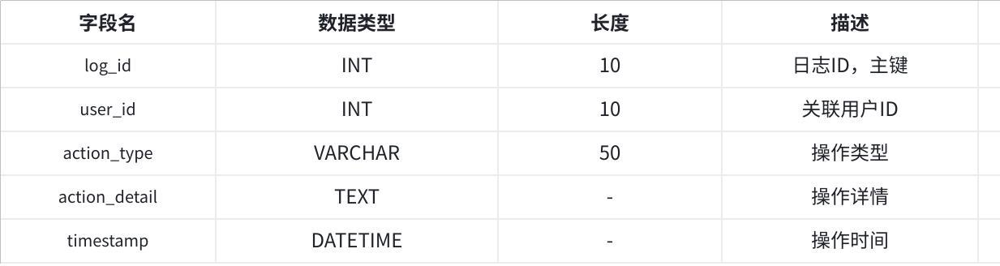 字段名 数据类型 长度 描述
log_id INT 10 日志ID，主键
user_id INT 10 关联用户ID
action_type VARCHAR 50 操作类型
action_detail TEXT - 操作详情
timestamp DATETIME - 操作时间